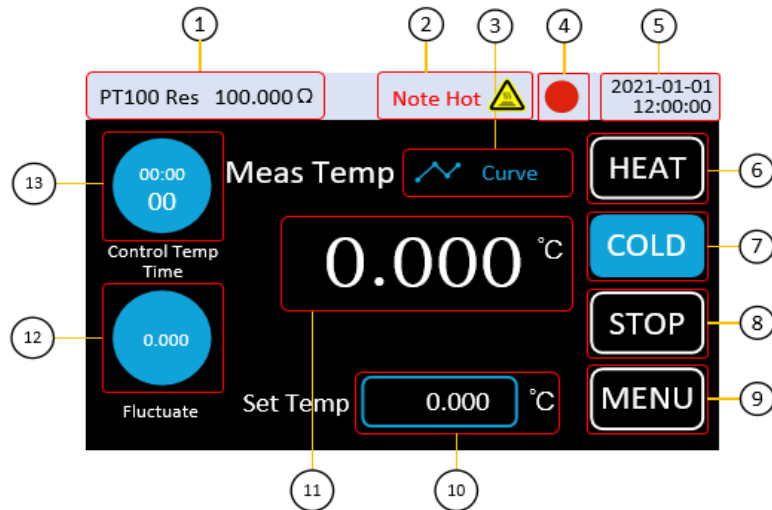 1
2
3
4
5
PT100 Res 100.000 Ω
Note Hot
2021-01-01
12:00:00
00:00
00
Control Temp
Time
13
Meas Temp
Curve
HEAT
6
0.000 °C
COLD
7
12
0.000
Fluctuate
STOP
8
Set Temp 0.000 °C
MENU
9
11
10